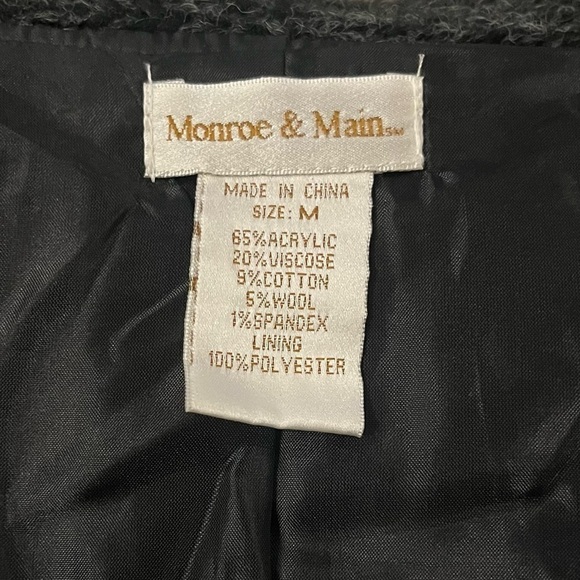 Monroe & Main SM
MADE IN CHINA
SIZE: M
65%ACRYLIC
20%VISCOSE
9%COTTON
5%WOOL
1%SPANDEX
LINING
100%POLYESTER